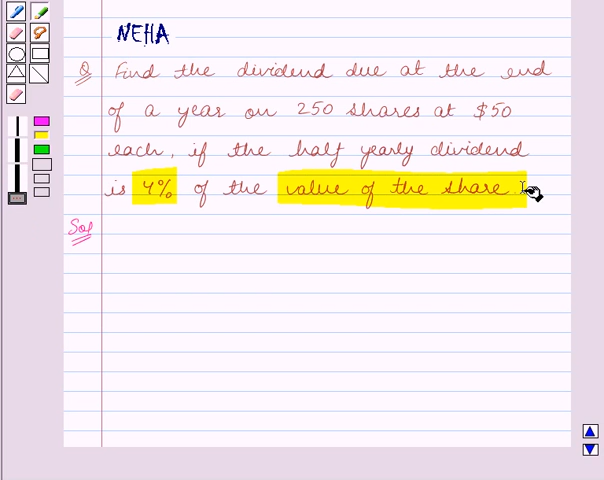 NEHA
Q Find the dividend due at the end
of a year on 250 shares at $50
each, if the half yearly dividend
is 4% of the value of the share.
Sol